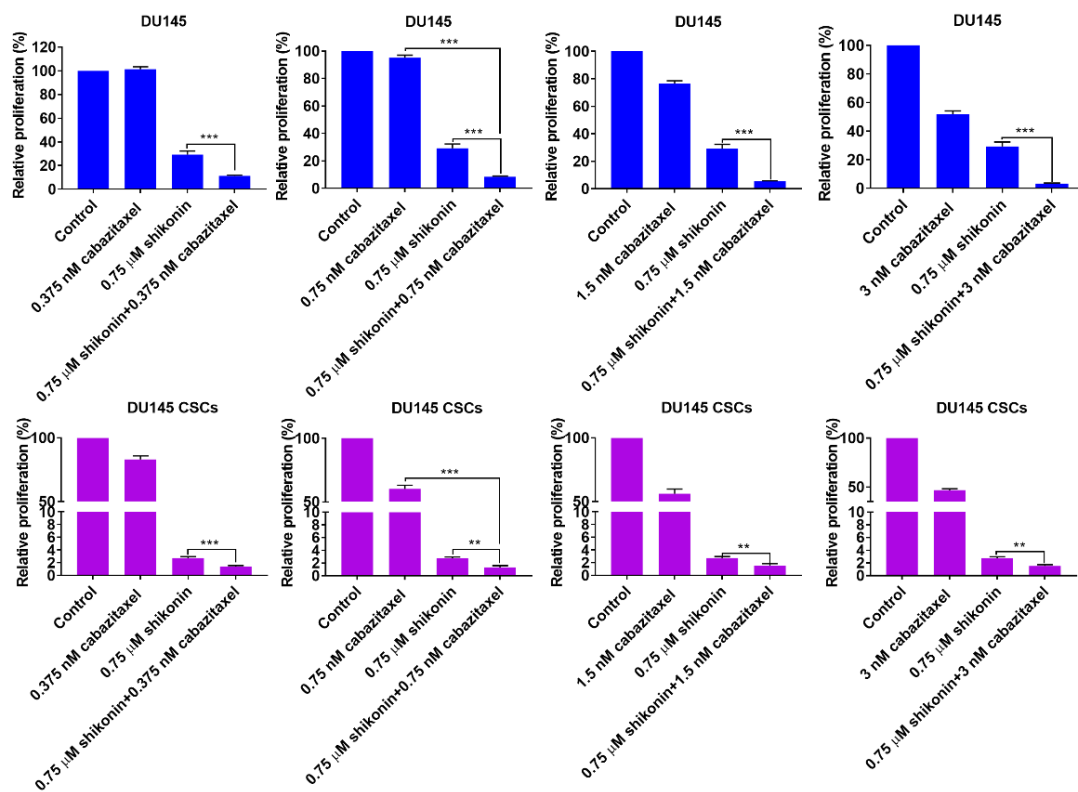 DU145
Relative proliferation (%)
120
100
80
60
40
20
0
***
Control
0.375 nM cabazitaxel
0.75 μM shikonin
0.75 μM shikonin+0.375 nM cabazitaxel
DU145
Relative proliferation (%)
100
80
60
40
20
0
***
***
Control
0.75 nM cabazitaxel
0.75 μM shikonin
0.75 μM shikonin+0.75 nM cabazitaxel
DU145
Relative proliferation (%)
100
80
60
40
20
0
***
Control
1.5 nM cabazitaxel
0.75 μM shikonin
0.75 μM shikonin+1.5 nM cabazitaxel
DU145
Relative proliferation (%)
100
80
60
40
20
0
***
Control
3 nM cabazitaxel
0.75 μM shikonin
0.75 μM shikonin+3 nM cabazitaxel
DU145 CSCs
Relative proliferation (%)
100
50
10
8
6
4
2
0
***
Control
0.375 nM cabazitaxel
0.75 μM shikonin
0.75 μM shikonin+0.375 nM cabazitaxel
DU145 CSCs
Relative proliferation (%)
100
50
10
8
6
4
2
0
***
**
Control
0.75 nM cabazitaxel
0.75 μM shikonin
0.75 μM shikonin+0.75 nM cabazitaxel
DU145 CSCs
Relative proliferation (%)
100
50
10
8
6
4
2
0
**
Control
1.5 nM cabazitaxel
0.75 μM shikonin
0.75 μM shikonin+1.5 nM cabazitaxel
DU145 CSCs
Relative proliferation (%)
100
50
10
8
6
4
2
0
**
Control
3 nM cabazitaxel
0.75 μM shikonin
0.75 μM shikonin+3 nM cabazitaxel